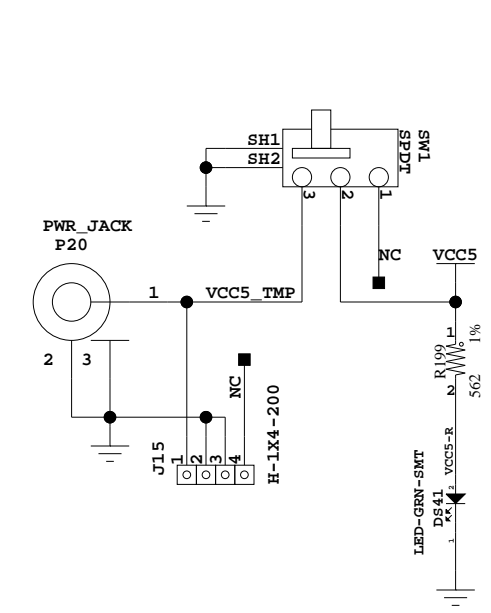 SH1
SH2
SW1
SPDT
3
2
1
PWR_JACK
P20
NC
VCC5
1
VCC5_TMP
2
3
1
R199
1%
562
2
NC
J15
1
2
3
4
H-1X4-200
VCC5-R
LED-GRN-SMT
DS41
2
1